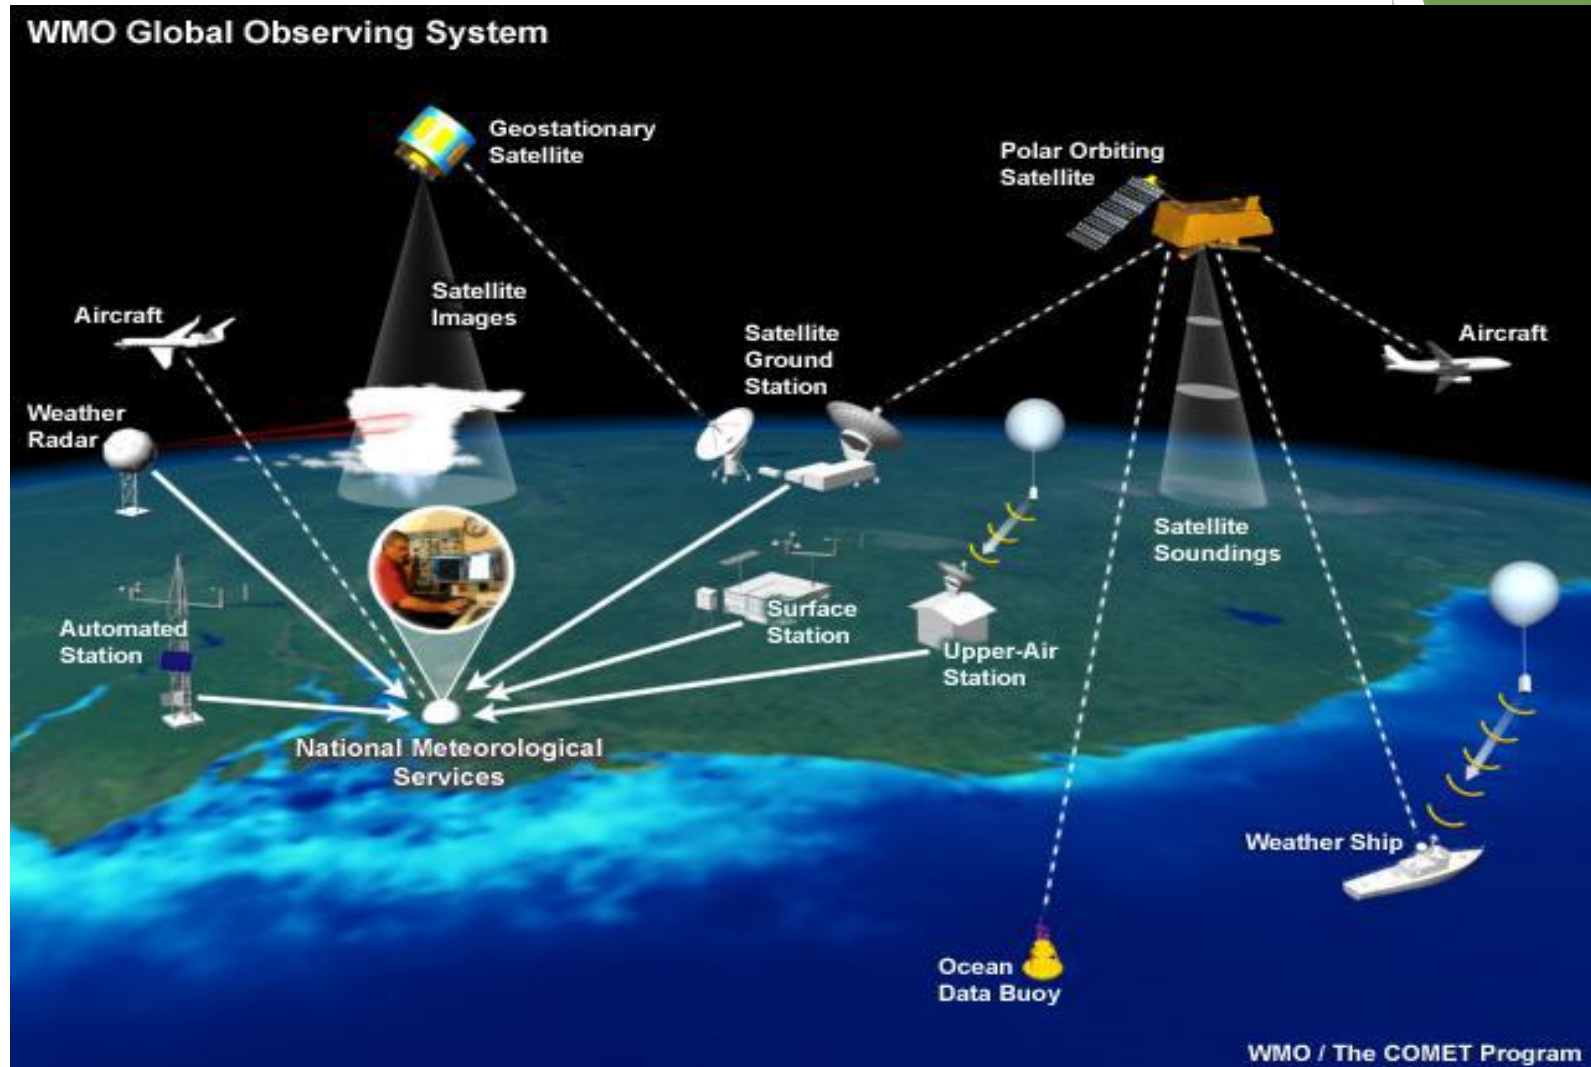 WMO Global Observing System
Geostationary
Satellite
Polar Orbiting
Satellite
Satellite
Images
Aircraft
Satellite
Ground
Station
Aircraft
Weather
Radar
Satellite
Soundings
Automated
Station
Surface
Station
Upper-Air
Station
National Meteorological
Services
Weather Ship
Ocean
Data Buoy
WMO / The COMET Program